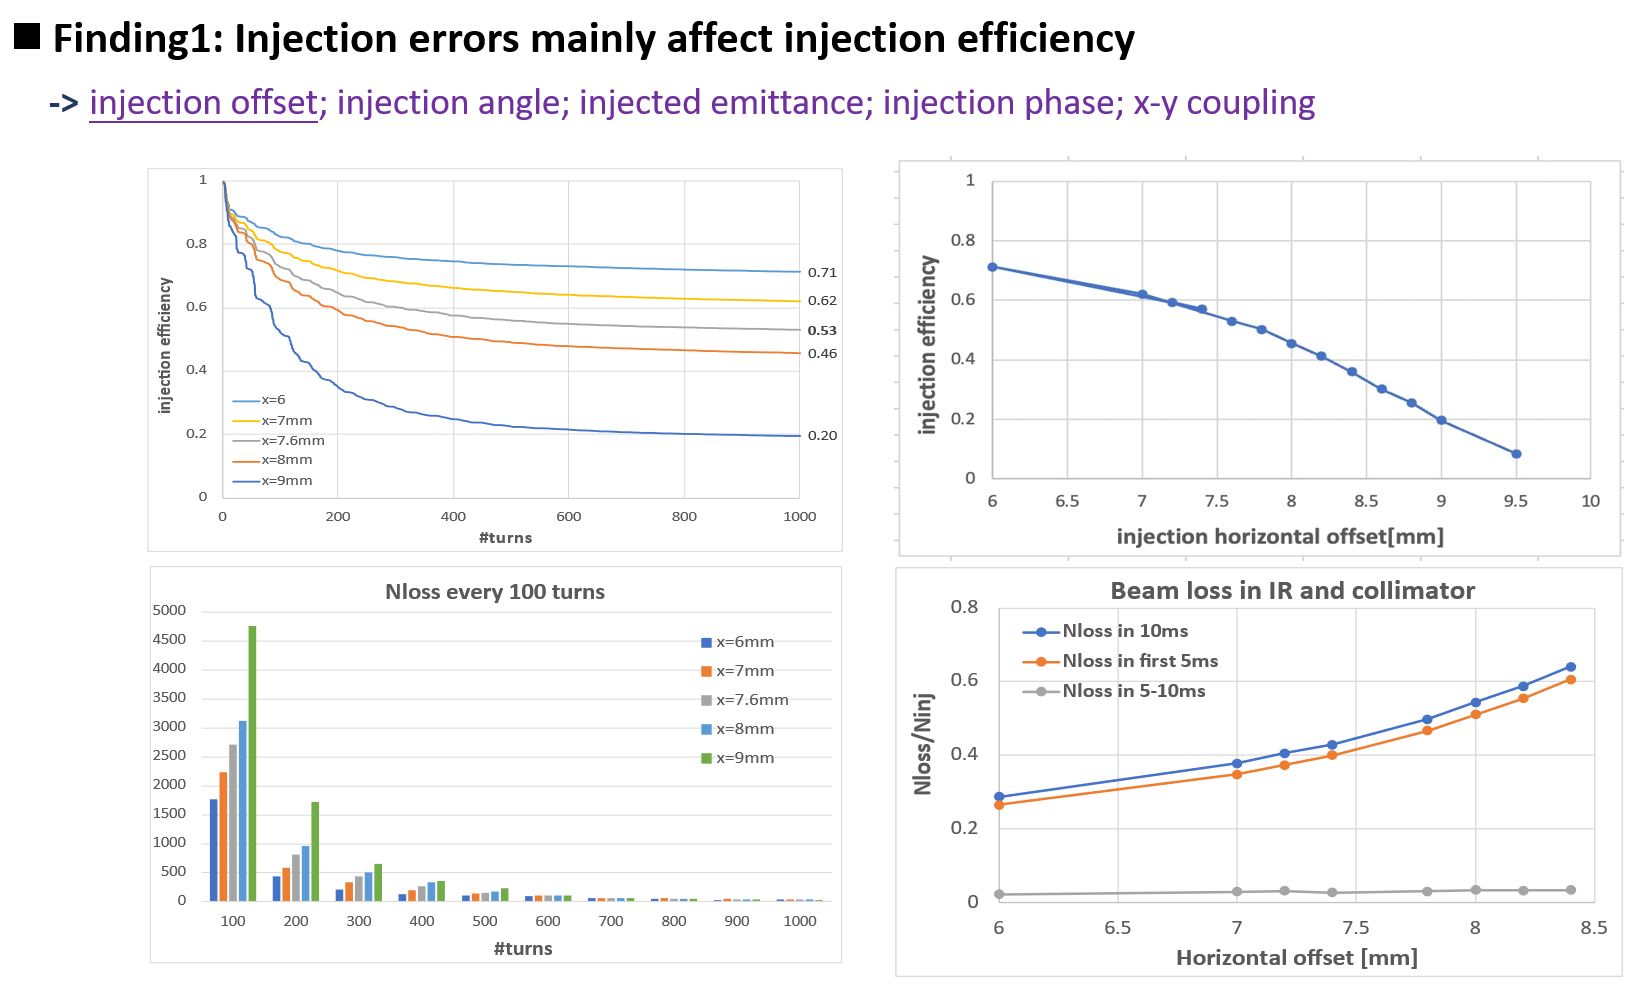 ■ Finding1: Injection errors mainly affect injection efficiency
-> injection offset; injection angle; injected emittance; injection phase; x-y coupling
1
0.8
0.6
0.4
0.2
0
injection efficiency
x=6
x=7mm
x=7.6mm
x=8mm
x=9mm
0.71
0.62
0.53
0.46
0.20
0 200 400 600 800 1000
#turns
1
0.8
0.6
0.4
0.2
0
injection efficiency
6 6.5 7 7.5 8 8.5 9 9.5 10
injection horizontal offset[mm]
Nloss every 100 turns
5000
4500
4000
3500
3000
2500
2000
1500
1000
500
0
x=6mm
x=7mm
x=7.6mm
x=8mm
x=9mm
100 200 300 400 500 600 700 800 900 1000
#turns
Beam loss in IR and collimator
0.8
0.6
0.4
0.2
0
Nloss/Ninj
Nloss in 10ms
Nloss in first 5ms
Nloss in 5-10ms
6 6.5 7 7.5 8 8.5
Horizontal offset [mm]